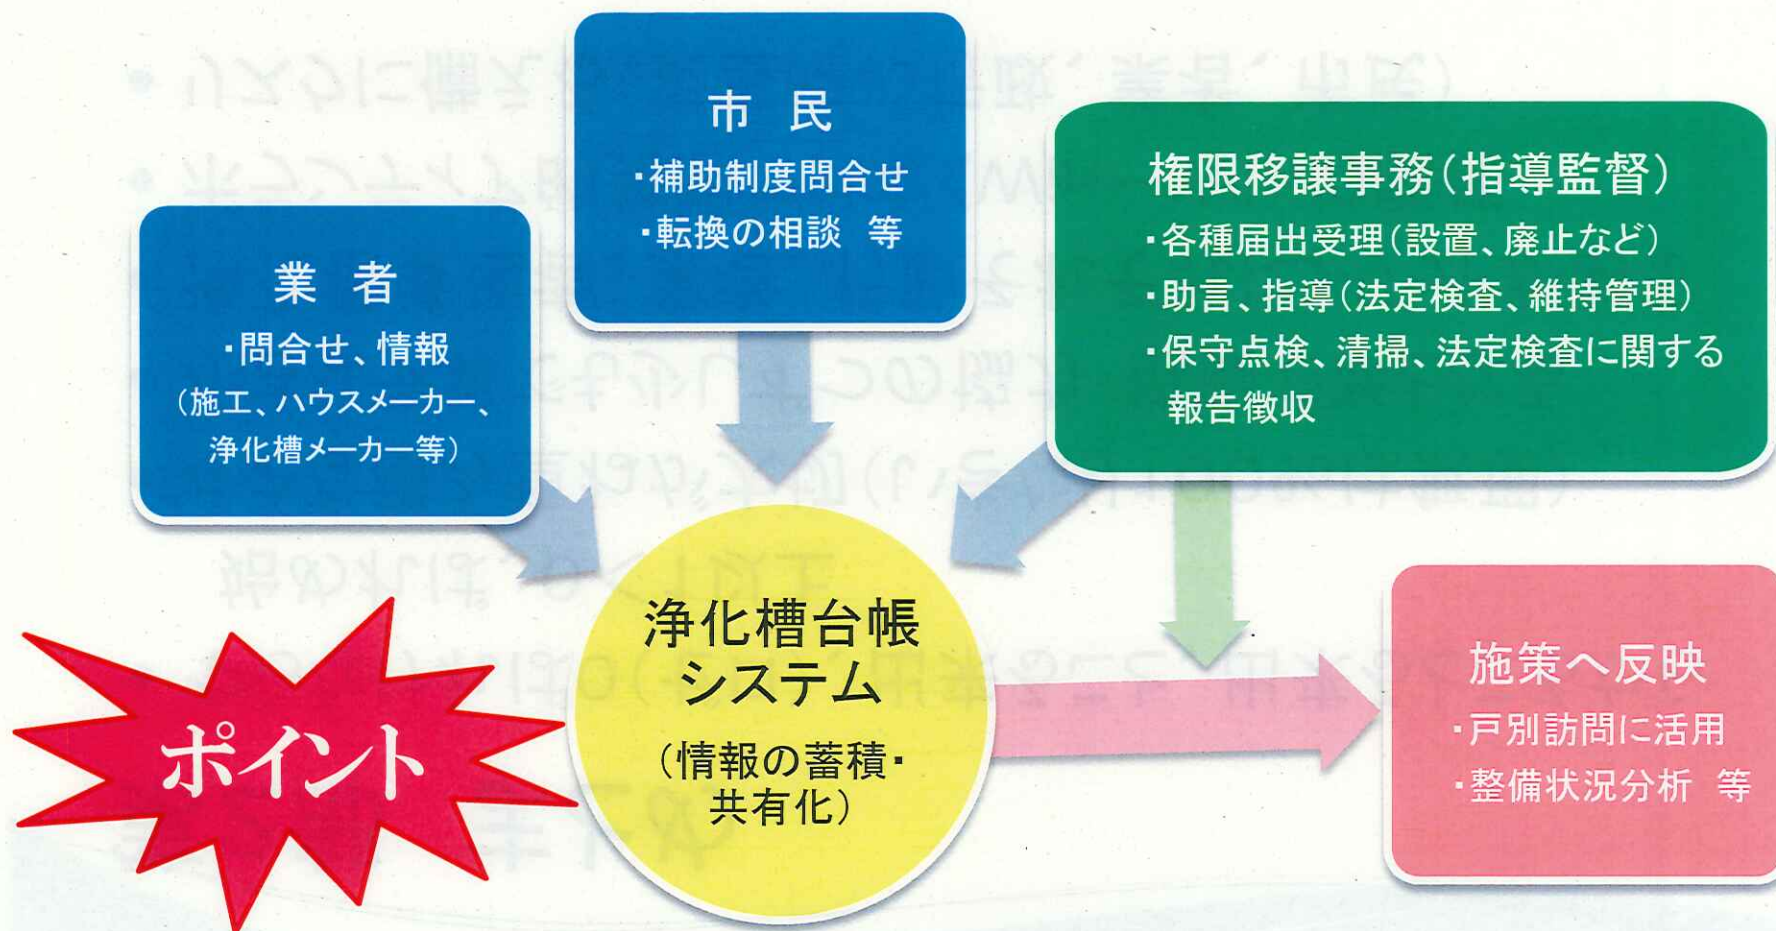 市 民
・補助制度問合せ
・転換の相談 等
業 者
・問合せ、情報
(施工、ハウスメーカー、
浄化槽メーカー等)
権限移譲事務(指導監督)
・各種届出受理(設置、廃止など)
・助言、指導(法定検査、維持管理)
・保守点検、清掃、法定検査に関する
報告徴収
浄化槽台帳
システム
(情報の蓄積・
共有化)
ポイント
施策へ反映
・戸別訪問に活用
・整備状況分析 等